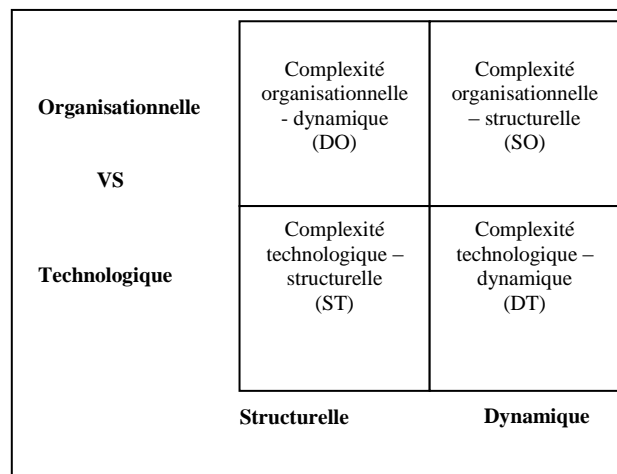 Organisationnelle
VS
Technologique
Complexité
organisationnelle
- dynamique
(DO)
Complexité
organisationnelle
– structurelle
(SO)
Complexité
technologique –
structurelle
(ST)
Complexité
technologique –
dynamique
(DT)
Structurelle
Dynamique